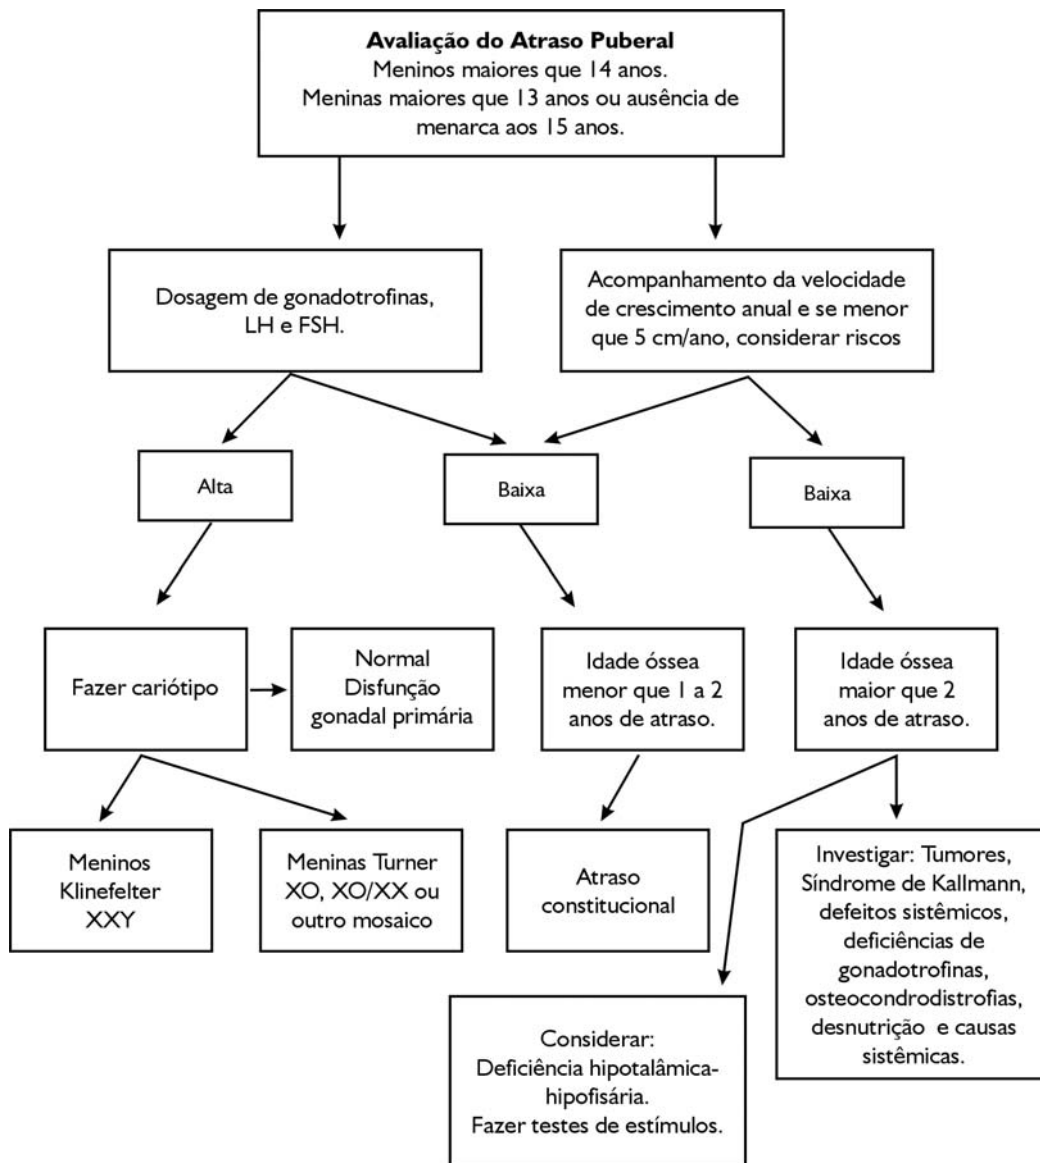 Avaliação do Atraso Puberal
Meninos maiores que 14 anos.
Meninas maiores que 13 anos ou ausência de
menarca aos 15 anos.
Dosagem de gonadotrofinas,
LH e FSH.
Acompanhamento da velocidade
de crescimento anual e se menor
que 5 cm/ano, considerar riscos
Alta
Baixa
Baixa
Fazer cariótipo
Normal
Disfunção
gonadal primária
Idade óssea
menor que 1 a 2
anos de atraso.
Idade óssea
maior que 2
anos de atraso.
Meninos
Klinefelter
XXY
Meninas Turner
XO, XO/XX ou
outro mosaico
Atraso
constitucional
Investigar: Tumores,
Síndrome de Kallmann,
defeitos sistêmicos,
deficiências de
gonadotrofinas,
osteocondrodistrofias,
desnutrição e causas
sistêmicas.
Considerar:
Deficiência hipotalâmica-
hipofisária.
Fazer testes de estímulos.